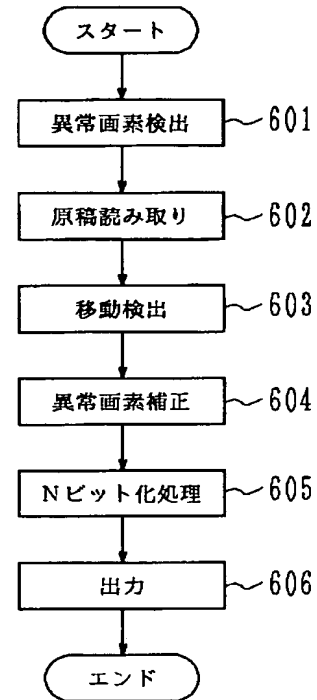 スタート
異常画素検出 601
原稿読み取り 602
移動検出 603
異常画素補正 604
Nビット化処理 605
出力 606
エンド